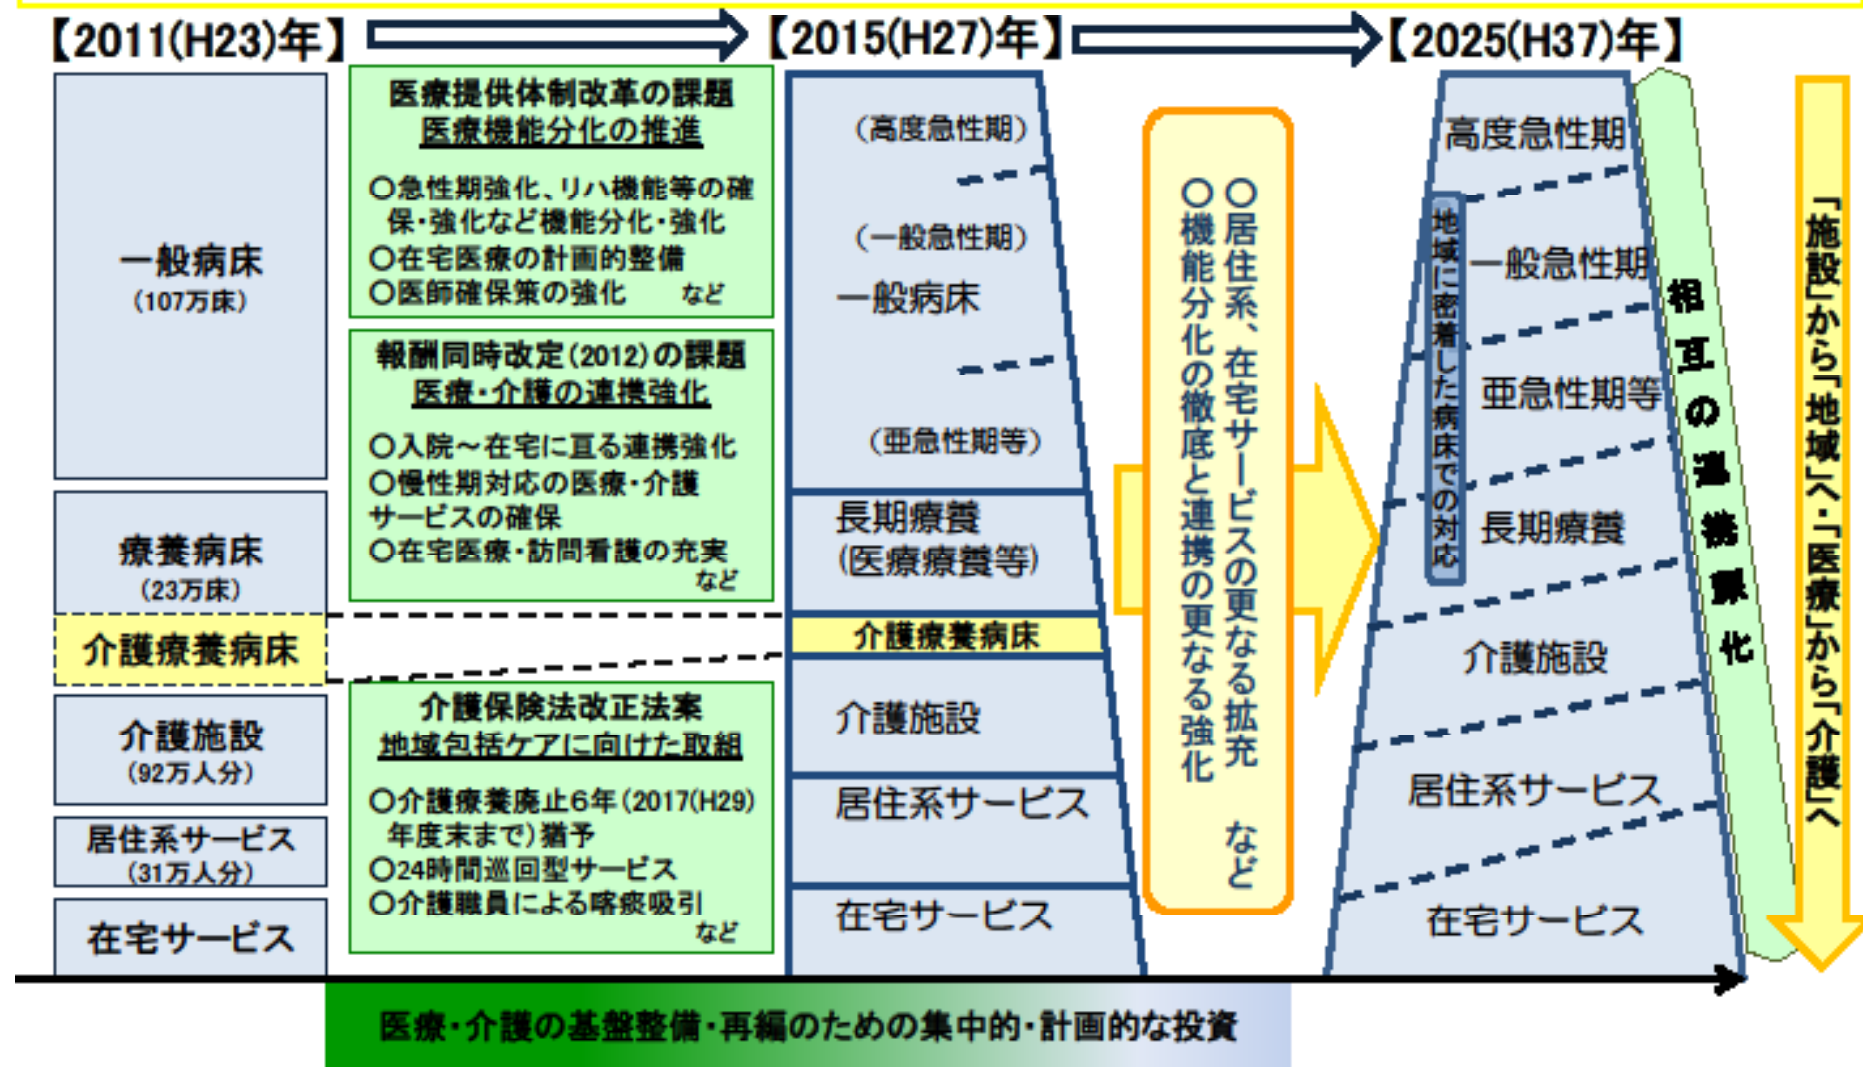 【2011(H23)年】
【2015(H27)年】
【2025(H37)年】
一般病床
(107万床)
療養病床
(23万床)
介護療養病床
介護施設
(92万人分)
居住系サービス
(31万人分)
在宅サービス
医療提供体制改革の課題
医療機能分化の推進
○急性期強化、リハ機能等の確
保・強化など機能分化・強化
○在宅医療の計画的整備
○医師確保策の強化 など
報酬同時改定(2012)の課題
医療・介護の連携強化
○入院～在宅に亘る連携強化
○慢性期対応の医療・介護
サービスの確保
○在宅医療・訪問看護の充実
など
介護保険法改正法案
地域包括ケアに向けた取組
○介護療養廃止6年(2017(H29)
年度末まで)猶予
○24時間巡回型サービス
○介護職員による喀痰吸引
など
(高度急性期)
(一般急性期)
一般病床
(亜急性期等)
長期療養
(医療療養等)
介護療養病床
介護施設
居住系サービス
在宅サービス
○居住系、在宅サービスの更なる拡充
○機能分化の徹底と連携の更なる強化
など
高度急性期
一般急性期
亜急性期等
長期療養
介護施設
居住系サービス
在宅サービス
地域に密着した病床での対応
相互の連携深化
「施設」から「地域」へ・「医療」から「介護」へ
医療・介護の基盤整備・再編のための集中的・計画的な投資